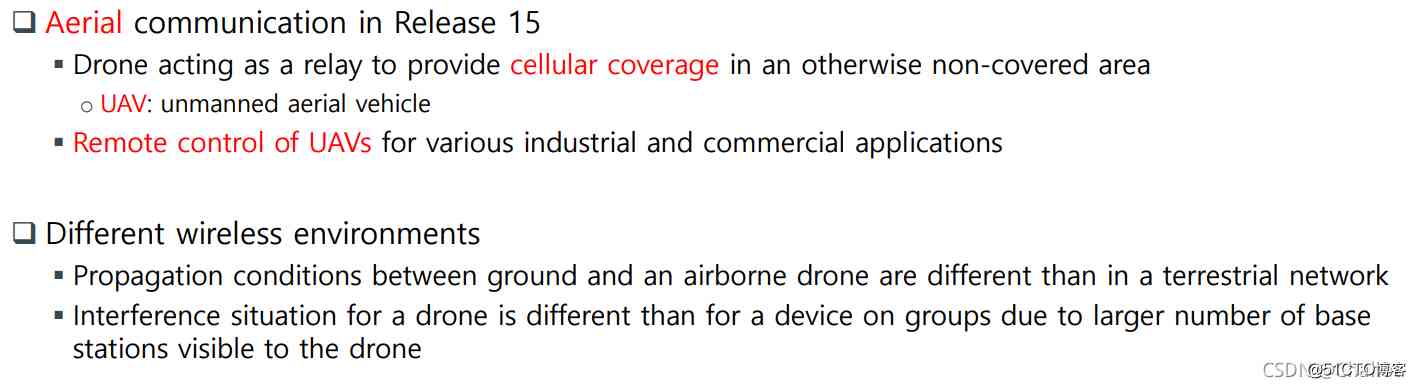 Aerial communication in Release 15
Drone acting as a relay to provide cellular coverage in an otherwise non-covered area
UAV: unmanned aerial vehicle
Remote control of UAVs for various industrial and commercial applications
Different wireless environments
Propagation conditions between ground and an airborne drone are different than in a terrestrial network
Interference situation for a drone is different than for a device on groups due to larger number of base
stations visible to the drone
@51CTO博客